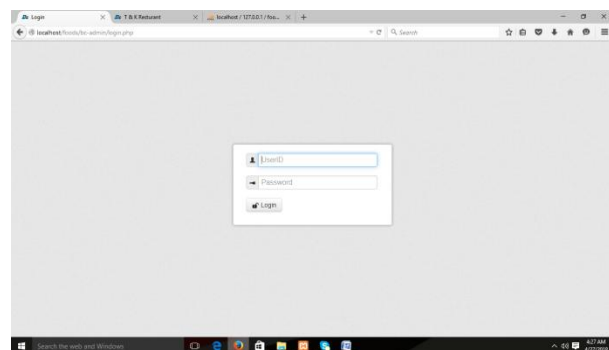 Login
T & K Resturant
localhost / 127.0.0.1 / foo...
localhost/foods/loc-admin/login.php
Search
UserID
Password
Login
Search the web and Windows
4:27 AM